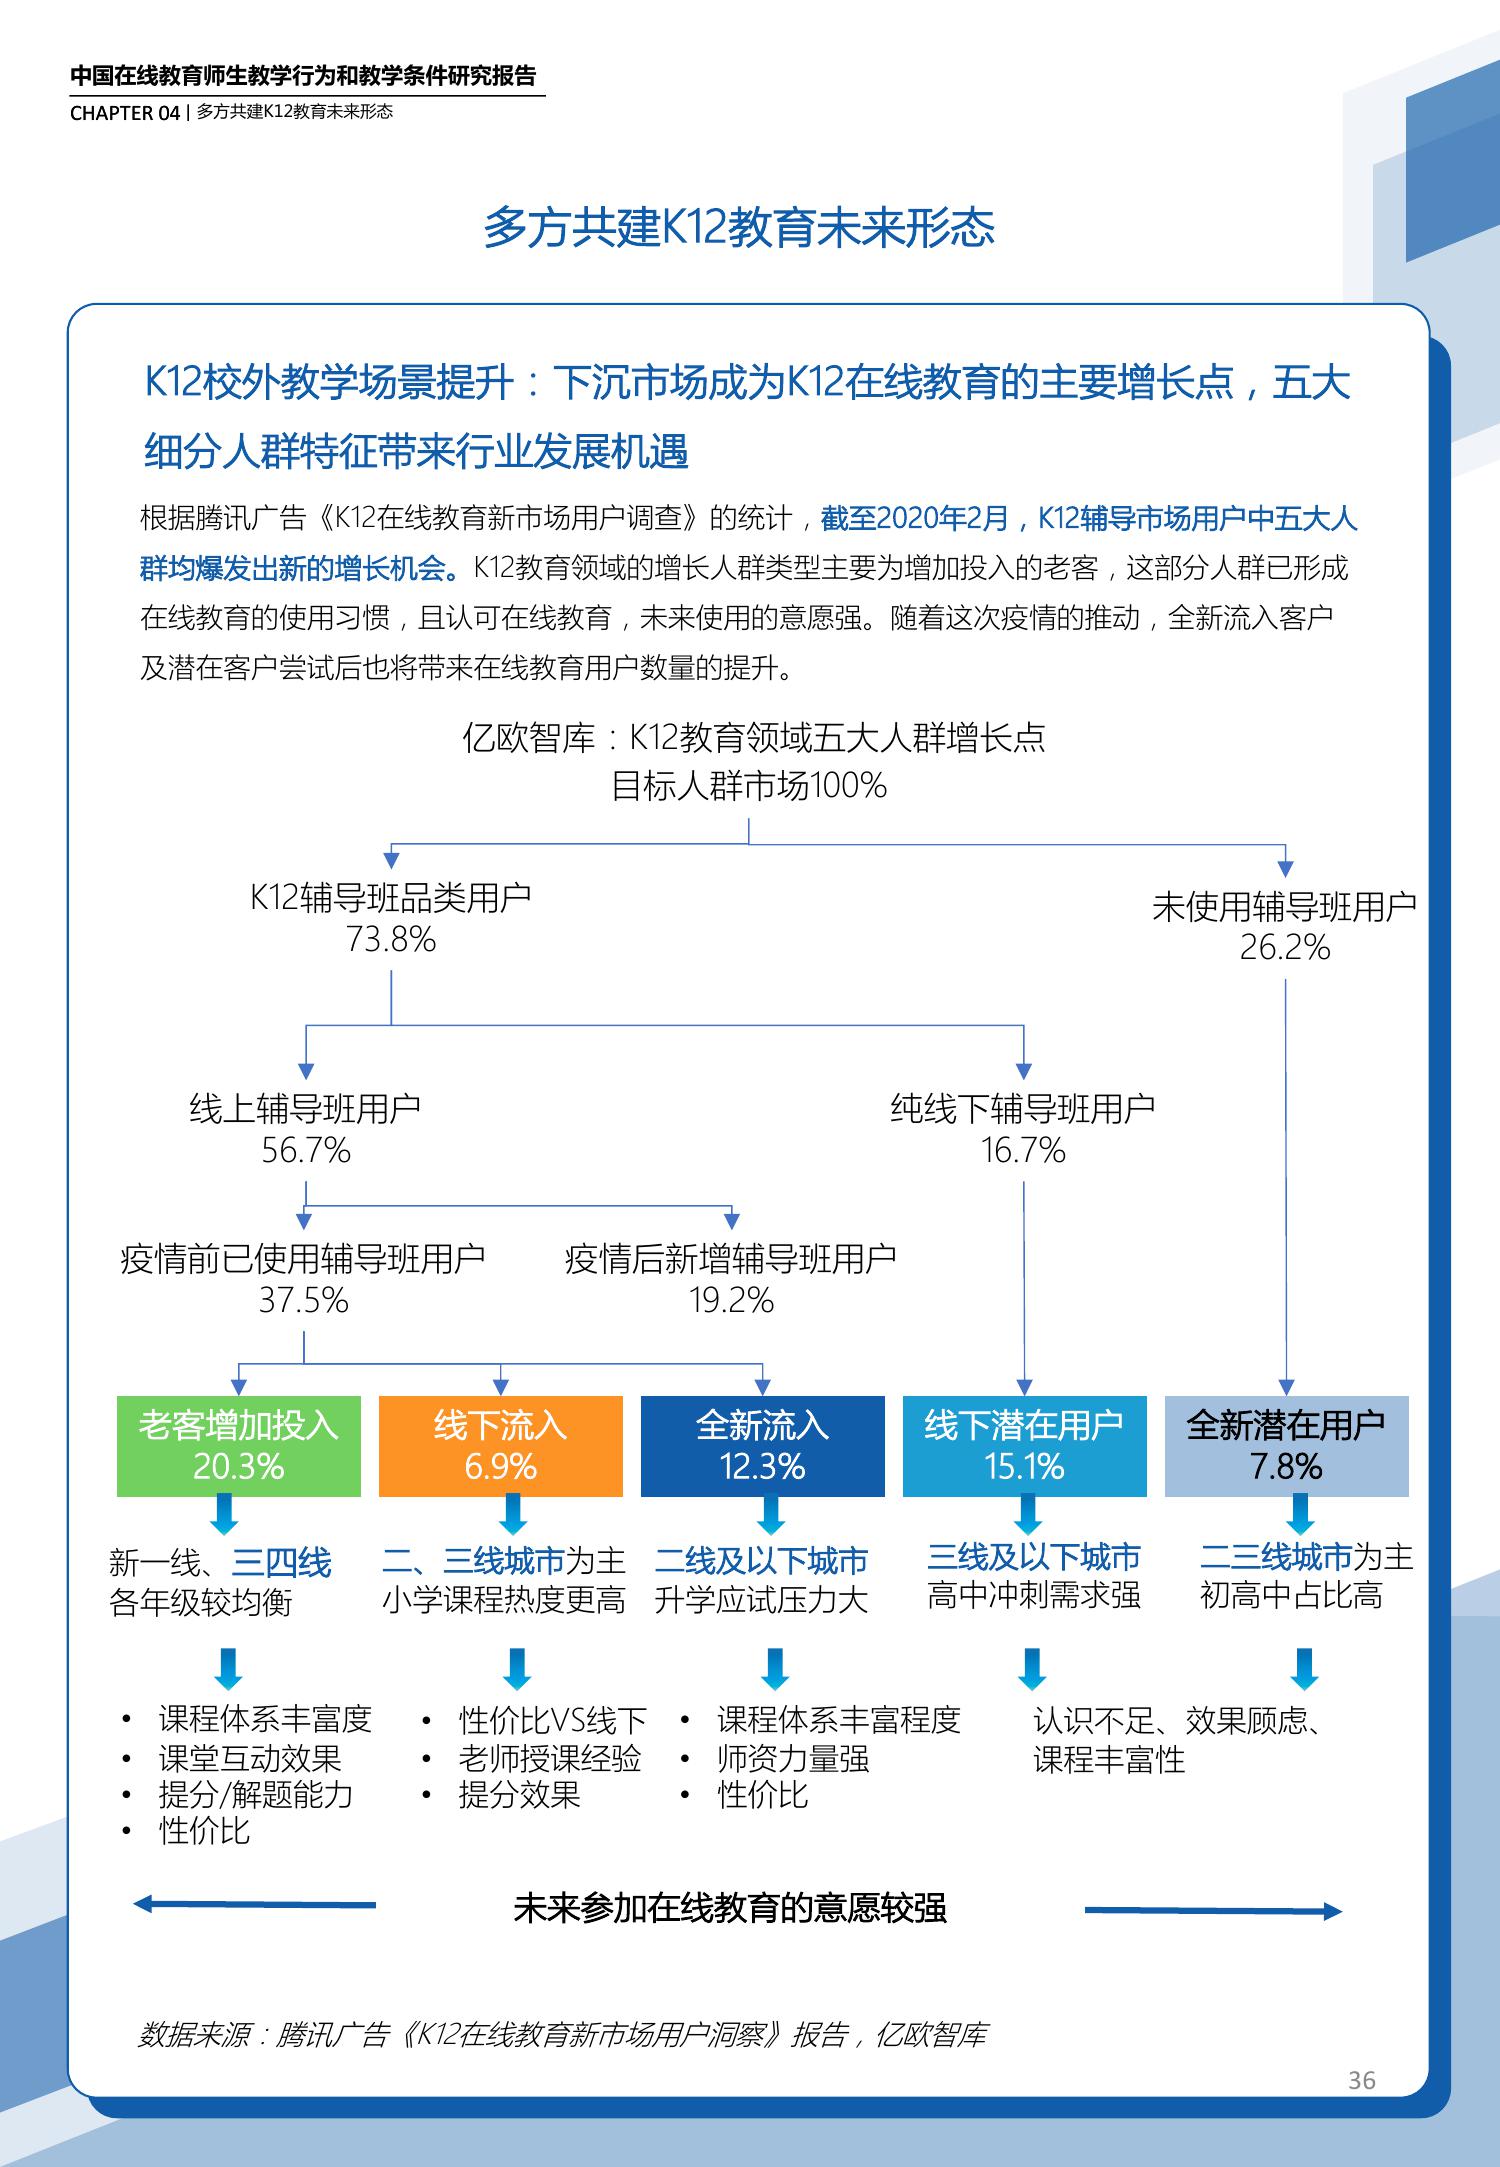 中国在线教育师生教学行为和教学条件研究报告
CHAPTER 04 | 多方共建K12教育未来形态
多方共建K12教育未来形态
K12校外教学场景提升：下沉市场成为K12在线教育的主要增长点，五大
细分人群特征带来行业发展机遇
根据腾讯广告《K12在线教育新市场用户调查》的统计，截至2020年2月，K12辅导市场用户中五大人
群均爆发出新的增长机会。K12教育领域的增长人群类型主要为增加投入的老客，这部分人群已形成
在线教育的使用习惯，且认可在线教育，未来使用的意愿强。随着这次疫情的推动，全新流入客户
及潜在客户尝试后也将带来在线教育用户数量的提升。
亿欧智库：K12教育领域五大人群增长点
目标人群市场100%
K12辅导班品类用户
73.8%
未使用辅导班用户
26.2%
线上辅导班用户
56.7%
纯线下辅导班用户
16.7%
疫情前已使用辅导班用户
37.5%
疫情后新增辅导班用户
19.2%
老客增加投入
20.3%
线下流入
6.9%
全新流入
12.3%
线下潜在用户
15.1%
全新潜在用户
7.8%
新一线、三四线
各年级较均衡
二、三线城市为主
小学课程热度更高
二线及以下城市
升学应试压力大
三线及以下城市
高中冲刺需求强
二三线城市为主
初高中占比高
• 课程体系丰富度
• 课堂互动效果
• 提分/解题能力
• 性价比
• 性价比VS线下
• 老师授课经验
• 提分效果
• 课程体系丰富程度
• 师资力量强
• 性价比
认识不足、效果顾虑、
课程丰富性
未来参加在线教育的意愿较强
数据来源：腾讯广告《K12在线教育新市场用户洞察》报告，亿欧智库
36